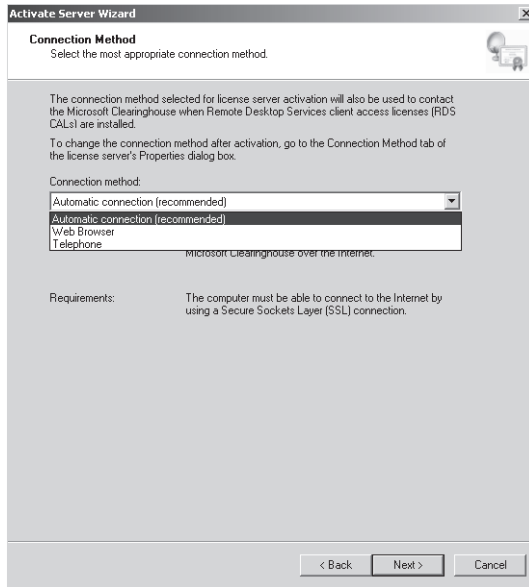 Activate Server Wizard
Connection Method
Select the most appropriate connection method.
The connection method selected for license server activation will also be used to contact
the Microsoft Clearinghouse when Remote Desktop Services client access licenses (RDS
CALs) are installed.
To change the connection method after activation, go to the Connection Method tab of
the license server's Properties dialog box.
Connection method:
Automatic connection (recommended)
Automatic connection (recommended)
Web Browser
Telephone
Microsoft Clearinghouse over the Internet.
Requirements: The computer must be able to connect to the Internet by
using a Secure Sockets Layer (SSL) connection.
< Back Next > Cancel